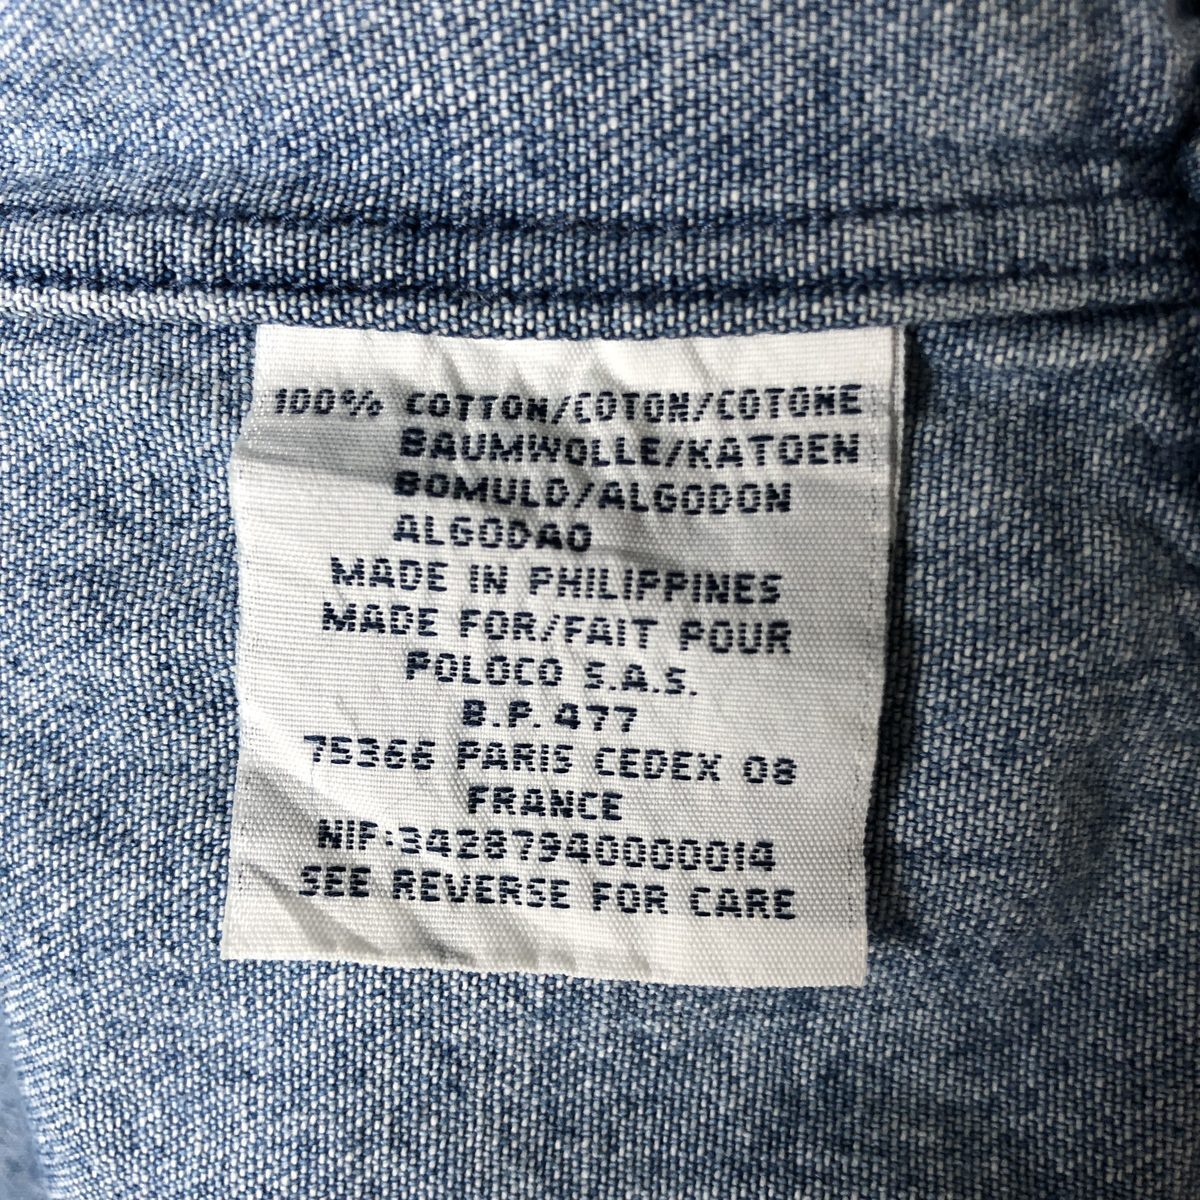 100% COTTON/COTON/COTONE
BAUMWOLLE/KATOEN
BOMULD/ALGODON
ALGODAO
MADE IN PHILIPPINES
MADE FOR/FAIT POUR
POLOCO S.A.S.
B.P. 477
75366 PARIS CEDEX 08
FRANCE
NIF:34287940000014
SEE REVERSE FOR CARE